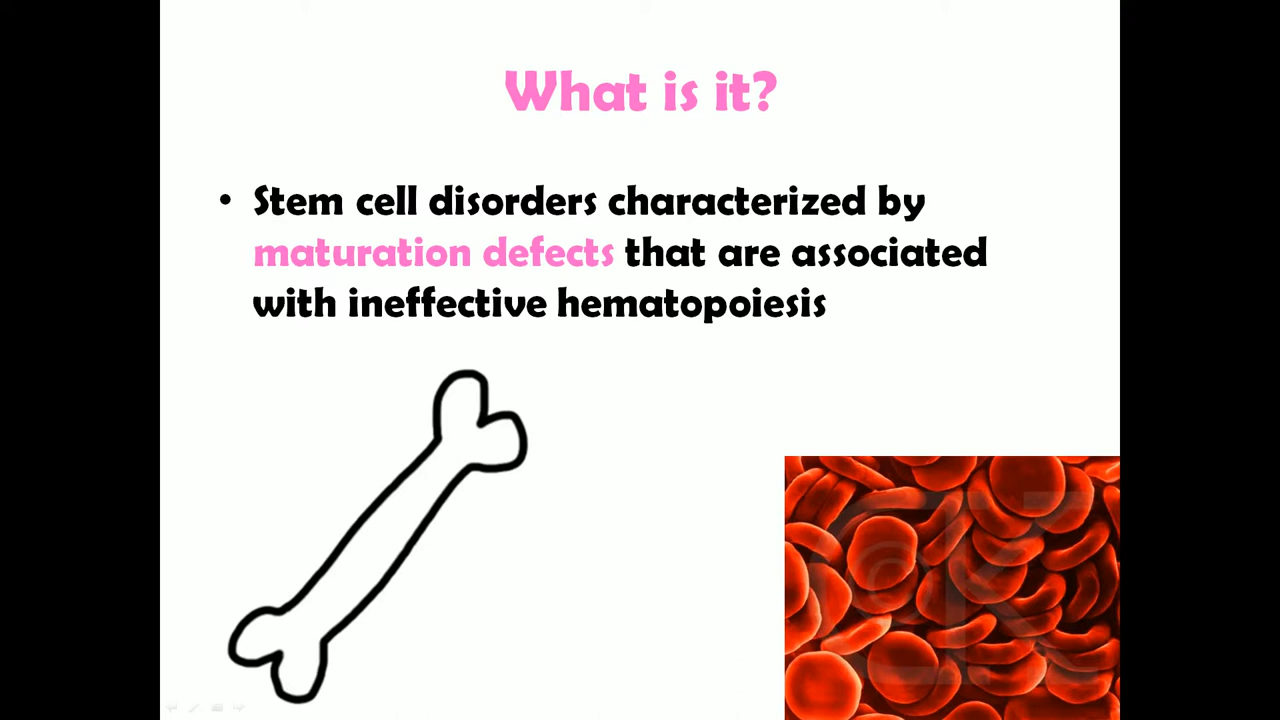 What is it?
• Stem cell disorders characterized by
maturation defects that are associated
with ineffective hematopoiesis